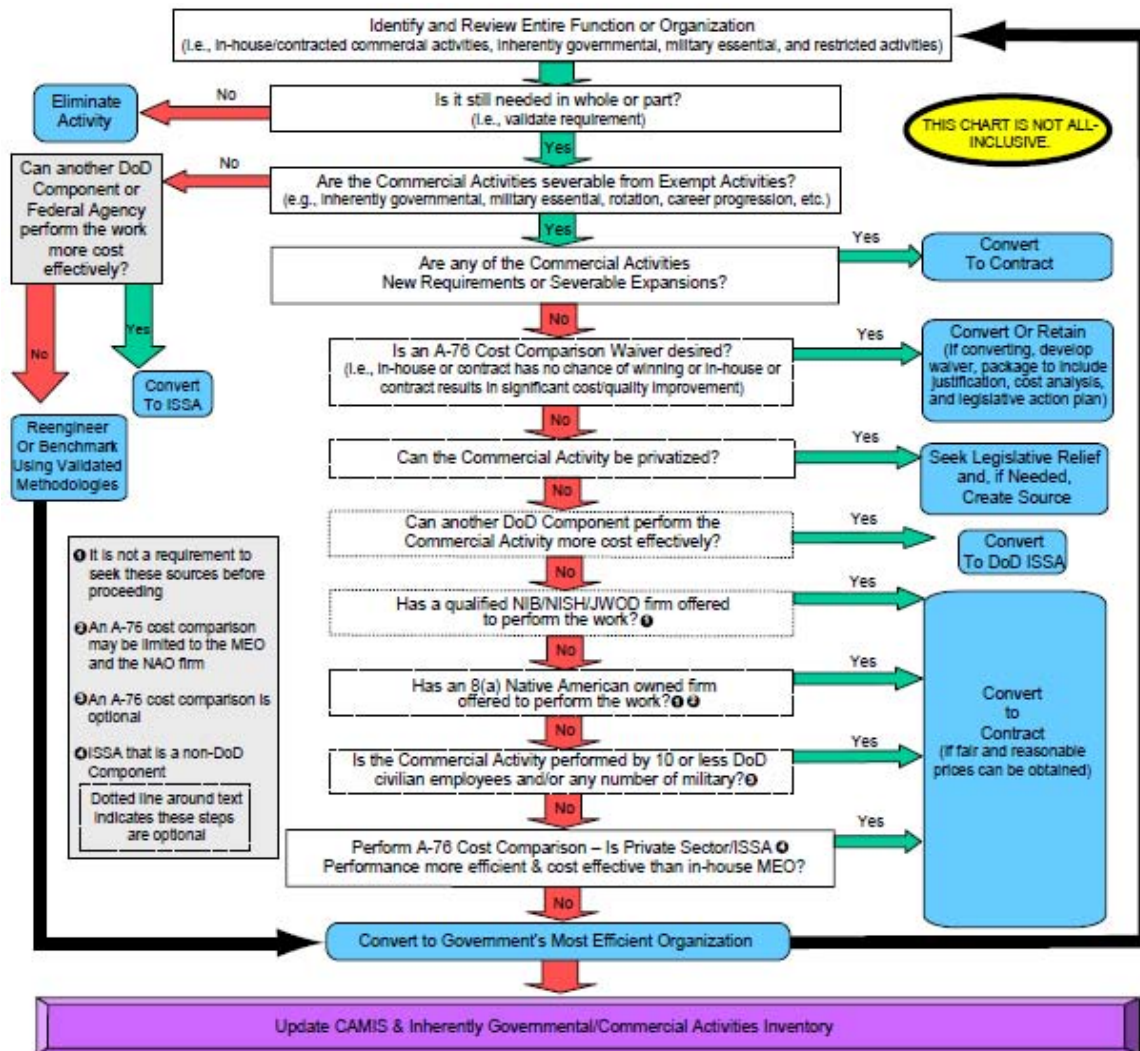 Identify and Review Entire Function or Organization
(i.e., in-house/contracted commercial activities, inherently governmental, military essential, and restricted activities)
No
Eliminate
Activity
Is it still needed in whole or part?
(i.e., validate requirement)
THIS CHART IS NOT ALL-
INCLUSIVE.
Yes
No
Can another DoD
Component or
Federal Agency
perform the work
more cost
effectively?
Are the Commercial Activities severable from Exempt Activities?
(e.g., inherently governmental, military essential, rotation, career progression, etc.)
Yes
Are any of the Commercial Activities
New Requirements or Severable Expansions?
Yes
Convert
To Contract
No
Yes
Convert
To ISSA
Reengineer
Or Benchmark
Using Validated
Methodologies
No
Is an A-76 Cost Comparison Waiver desired?
(i.e., in-house or contract has no chance of winning or in-house or
contract results in significant cost/quality improvement)
Yes
Convert Or Retain
(If converting, develop
waiver, package to include
justification, cost analysis,
and legislative action plan)
No
Can the Commercial Activity be privatized?
Yes
Seek Legislative Relief
and, if Needed,
Create Source
No
Can another DoD Component perform the
Commercial Activity more cost effectively?
Yes
Convert
To DoD ISSA
No
Has a qualified NIB/NISH/JWOD firm offered
to perform the work?❶
Yes
No
Has an 8(a) Native American owned firm
offered to perform the work?❶ ❷
Yes
Convert
to
Contract
(if fair and reasonable
prices can be obtained)
No
Is the Commercial Activity performed by 10 or less DoD
civilian employees and/or any number of military?❸
Yes
No
Perform A-76 Cost Comparison – Is Private Sector/ISSA ❹
Performance more efficient & cost effective than in-house MEO?
Yes
No
❶ It is not a requirement to
seek these sources before
proceeding
❷ An A-76 cost comparison
may be limited to the MEO
and the NAO firm
❸ An A-76 cost comparison is
optional
❹ ISSA that is a non-DoD
Component
Dotted line around text
indicates these steps
are optional
Convert to Government's Most Efficient Organization
Update CAMIS & Inherently Governmental/Commercial Activities Inventory